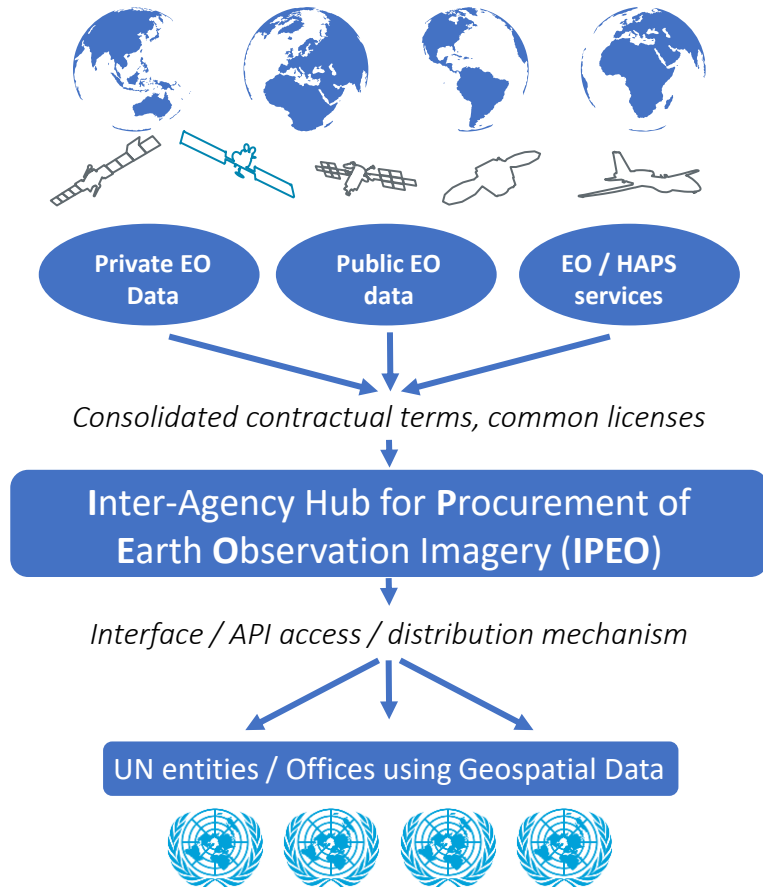 Private EO
Data
Public EO
data
EO / HAPS
services
Consolidated contractual terms, common licenses
Inter-Agency Hub for Procurement of
Earth Observation Imagery (IPEO)
Interface / API access / distribution mechanism
UN entities / Offices using Geospatial Data